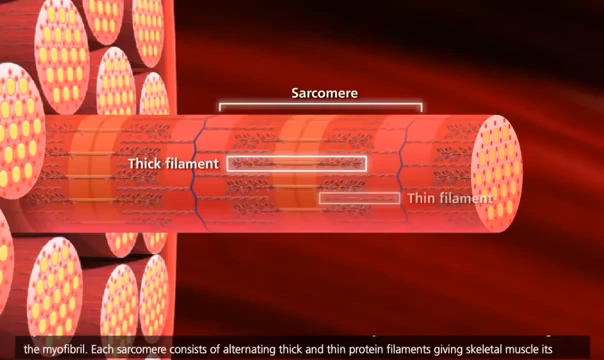 Sarcomere
Thick filament
Thin filament
the myofibril. Each sarcomere consists of alternating thick and thin protein filaments giving skeletal muscle its